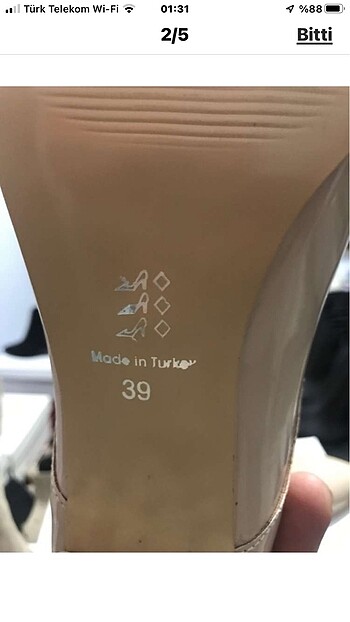 Türk Telekom Wi-Fi
01:31
%88
2/5
Bitti
Made in Turkey
39